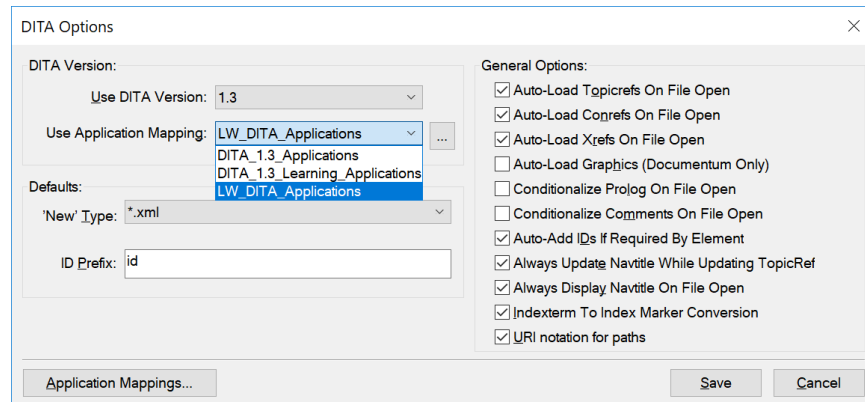 DITA Options
DITA Version:
Use DITA Version: 1.3
Use Application Mapping: LW_DITA_Applications ...
DITA_1.3_Applications
DITA_1.3_Learning_Applications
LW_DITA_Applications
Defaults:
'New' Type: *.xml
ID Prefix: id
General Options:
Auto-Load Topicrefs On File Open
Auto-Load Conrefs On File Open
Auto-Load Xrefs On File Open
Auto-Load Graphics (Documentum Only)
Conditionalize Prolog On File Open
Conditionalize Comments On File Open
Auto-Add IDs If Required By Element
Always Update Navtitle While Updating TopicRef
Always Display Navtitle On File Open
Indexterm To Index Marker Conversion
URI notation for paths
Application Mappings... Save Cancel